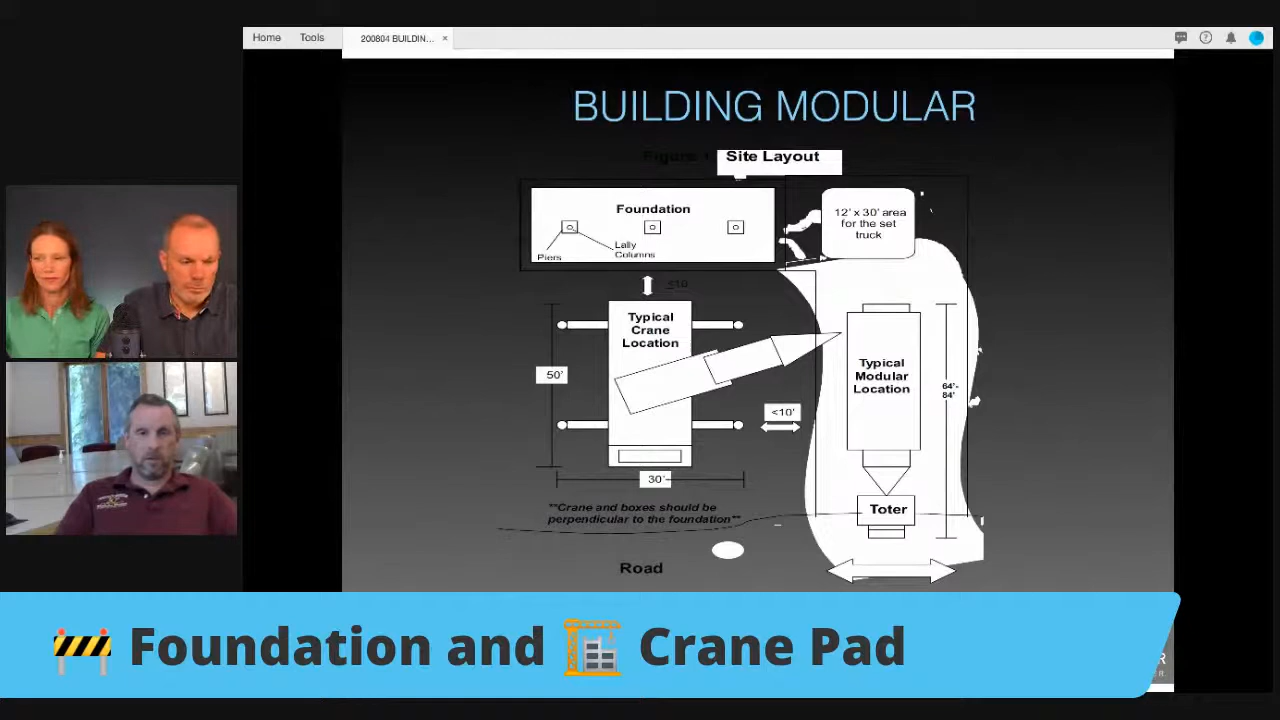 Home Tools 200804 BUILDIN... ×
BUILDING MODULAR
Figure Site Layout
Foundation
Piers
Lally
Columns
12' x 30' area
for the set
truck
≤10
Typical
Crane
Location
Typical
Modular
Location
50'
64'-
84'
<10'
30'
Toter
**Crane and boxes should be
perpendicular to the foundation**
Road
🚧 Foundation and 🏗️ Crane Pad